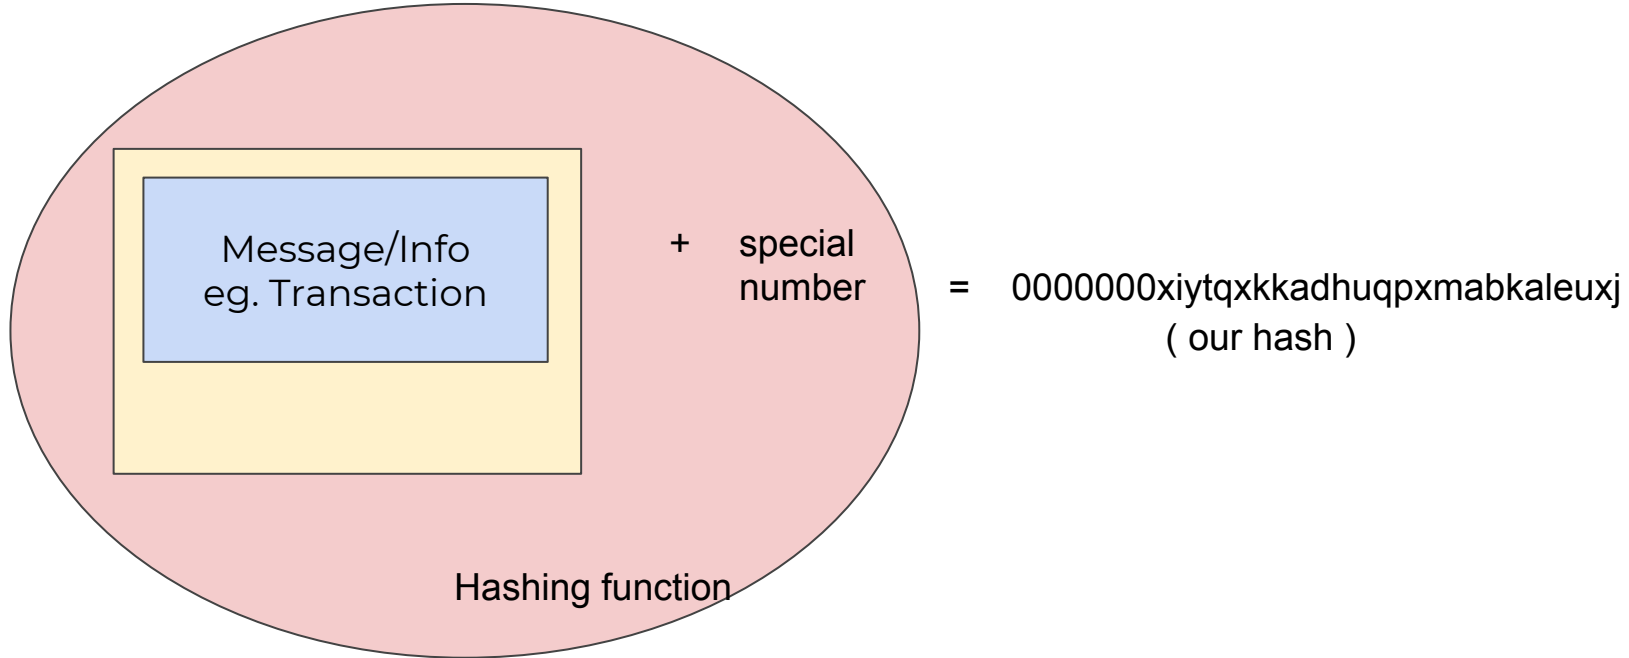 Message/Info
eg. Transaction
+ special
number
= 0000000xiytqxkkadhuqpxmabkaleuxj
( our hash )
Hashing function